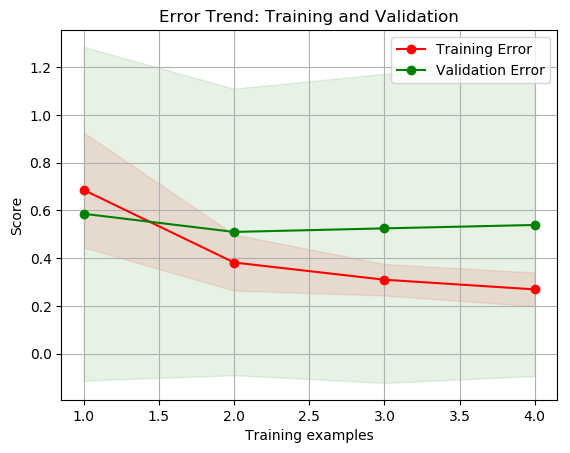 Error Trend: Training and Validation
Training Error
Validation Error
Score
1.2
1.0
0.8
0.6
0.4
0.2
0.0
1.0 1.5 2.0 2.5 3.0 3.5 4.0
Training examples